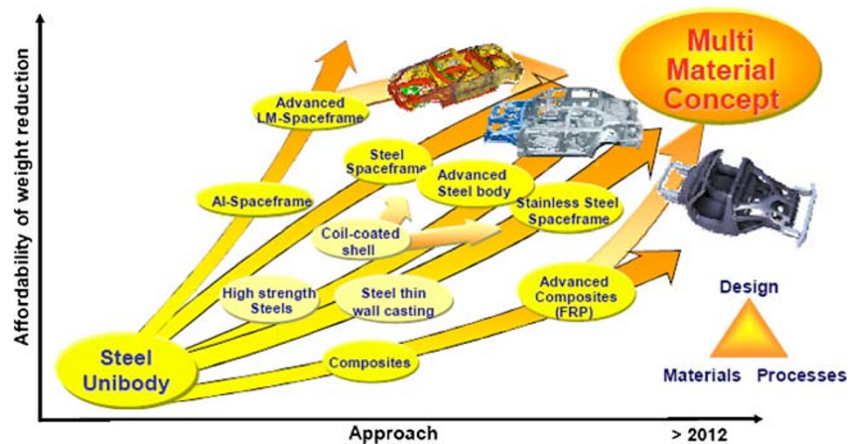 Affordability of weight reduction
Multi
Material
Concept
Advanced
LM-Spaceframe
Steel
Spaceframe
Advanced
Steel body
Al-Spaceframe
Stainless Steel
Spaceframe
Coil-coated
shell
High strength
Steels
Steel thin
wall casting
Advanced
Composites
(FRP)
Design
Steel
Unibody
Composites
Materials Processes
Approach
> 2012